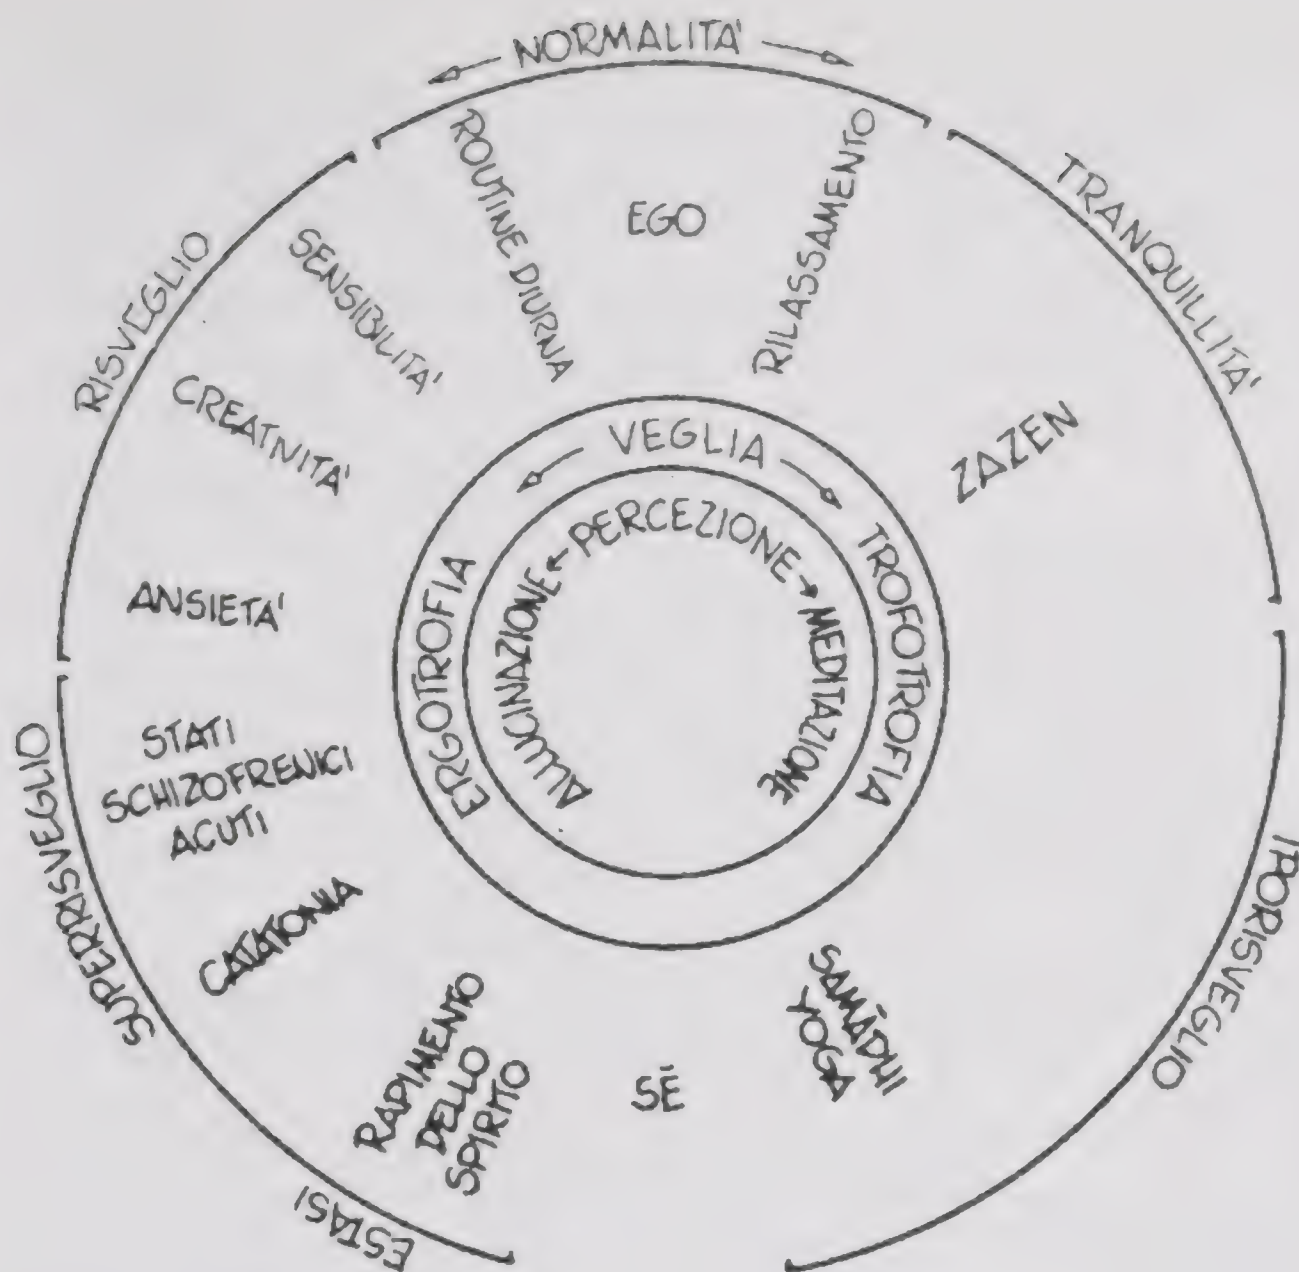 NORMALITA'
TRANQUILLITA'
IPORISVEGLIO
RISVEGLIO
SUPERRISVEGLIO
ESTASI
ROUTINE DIURNA
EGO
RILASSAMENTO
SENSIBILITA'
CREATIVITA'
ANSIETA'
STATI
SCHIZOFRENICI
ACUTI
CATATONIA
RAPIMENTO
DELLO
SPIRITO
SĒ
SAMĀDHI
YOGA
ZAZEN
VEGLIA
ERGOTROFIA
TROFOTROFIA
PERCEZIONE
ALLUCINAZIONE
MEDITAZIONE